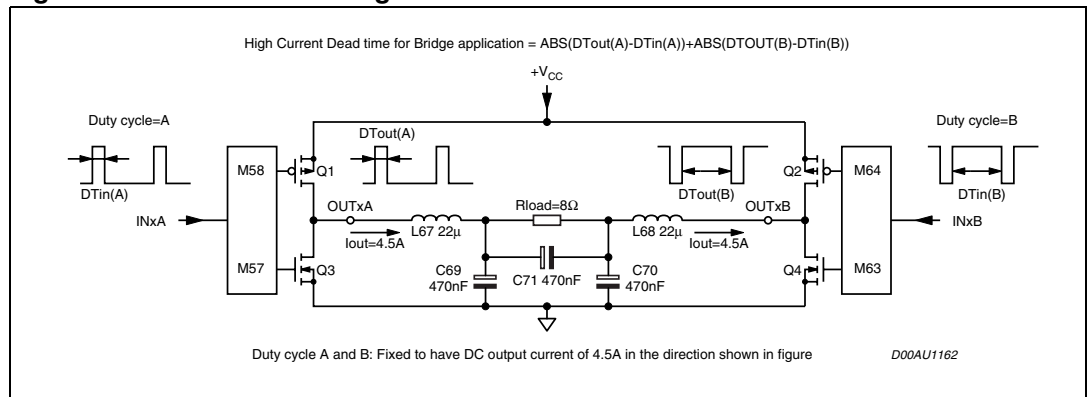 High Current Dead time for Bridge application = ABS(DTout(A)-DTin(A))+ABS(DTOUT(B)-DTin(B))
+VCC
Duty cycle=A
DTout(A)
Duty cycle=B
M58
Q1
Q2
M64
DTin(A)
DTout(B)
DTin(B)
INxA
OUTxA
Rload=8Ω
OUTxB
INxB
L67 22µ
L68 22µ
Iout=4.5A
Iout=4.5A
M57
Q3
C69
470nF
C71 470nF
C70
470nF
Q4
M63
Duty cycle A and B: Fixed to have DC output current of 4.5A in the direction shown in figure
D00AU1162